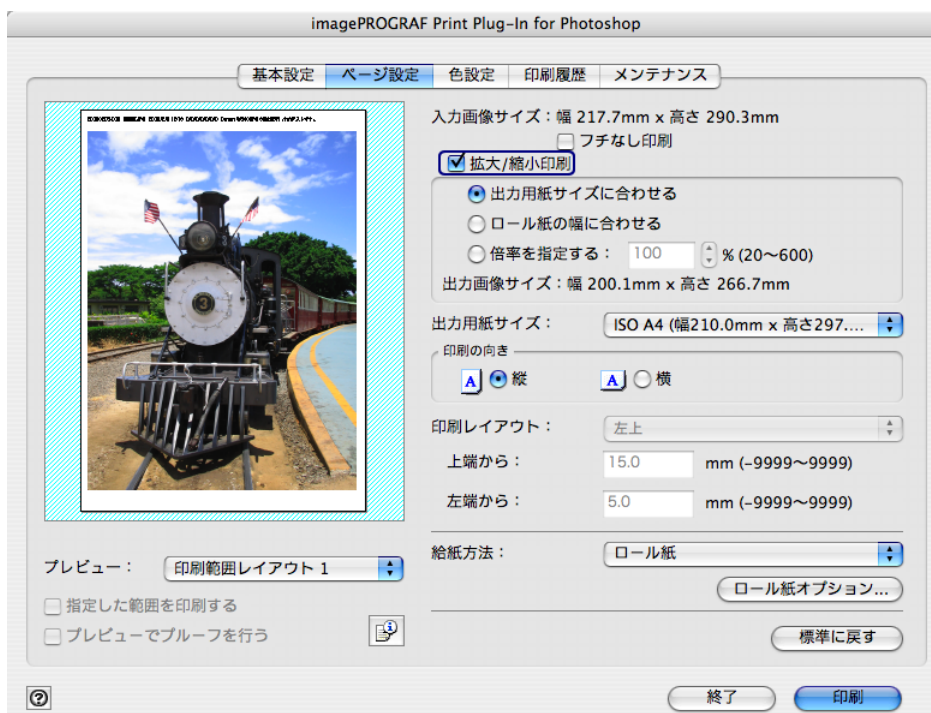 imagePROGRAF Print Plug-In for Photoshop
基本設定 ページ設定 色設定 印刷履歴 メンテナンス
入力画像サイズ：幅 217.7mm x 高さ 290.3mm
フチなし印刷
拡大/縮小印刷
出力用紙サイズに合わせる
ロール紙の幅に合わせる
倍率を指定する： 100 % (20〜600)
出力画像サイズ：幅 200.1mm x 高さ 266.7mm
出力用紙サイズ： ISO A4 (幅210.0mm x 高さ297....
印刷の向き
A 縦 A 横
印刷レイアウト： 左上
上端から： 15.0 mm (-9999〜9999)
左端から： 5.0 mm (-9999〜9999)
給紙方法： ロール紙
ロール紙オプション...
標準に戻す
3
プレビュー： 印刷範囲レイアウト 1
指定した範囲を印刷する
プレビューでプルーフを行う
? 終了 印刷